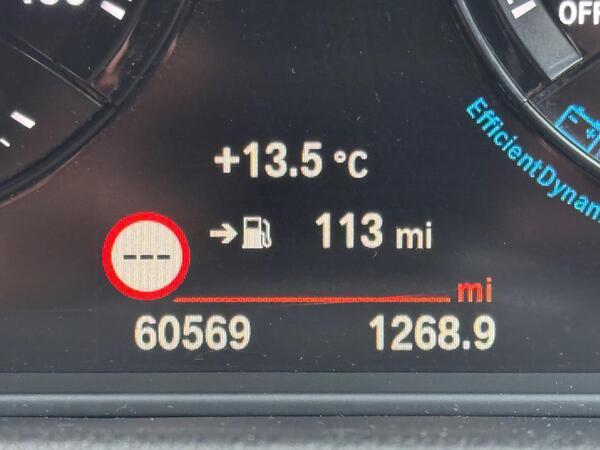 OFF
EfficientDynam
+13.5 °C
113 mi
---
mi
60569 1268.9